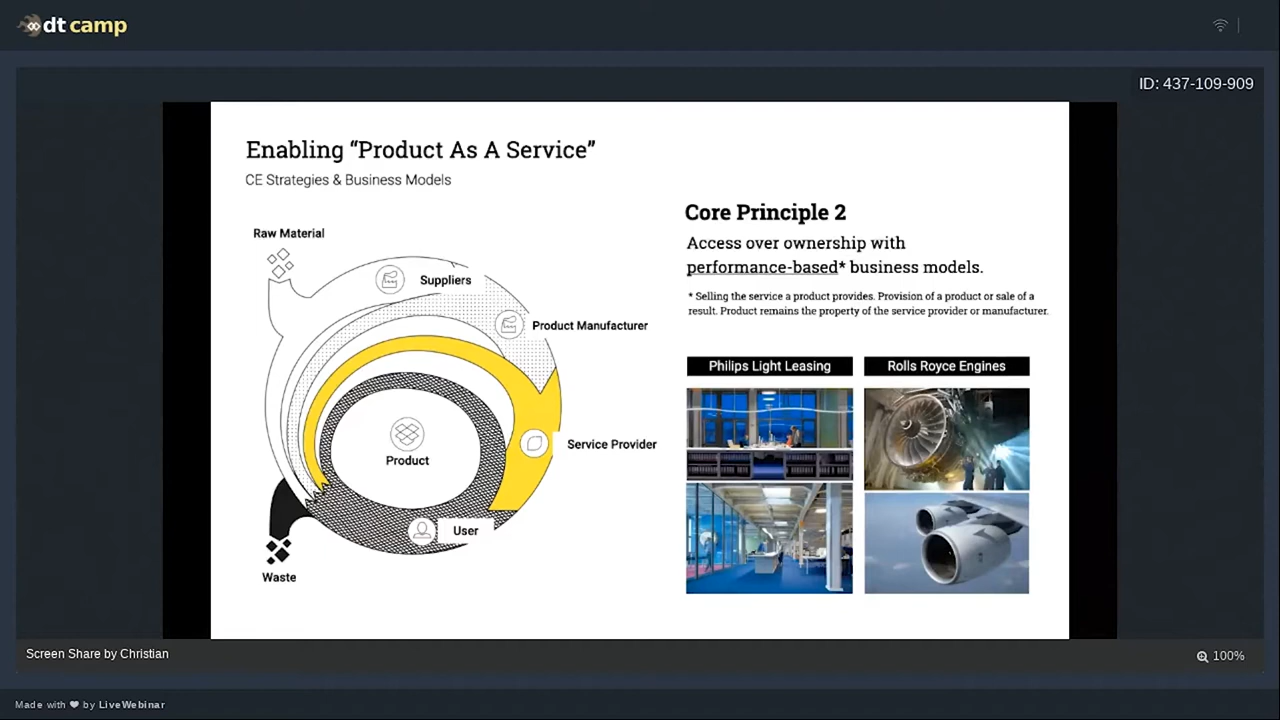 dt camp
ID: 437-109-909
Enabling “Product As A Service”
CE Strategies & Business Models
Raw Material
Suppliers
Product Manufacturer
Service Provider
Product
User
Waste
Core Principle 2
Access over ownership with
performance-based* business models.
* Selling the service a product provides. Provision of a product or sale of a
result. Product remains the property of the service provider or manufacturer.
Philips Light Leasing
Rolls Royce Engines
Screen Share by Christian
100%
Made with ❤ by LiveWebinar